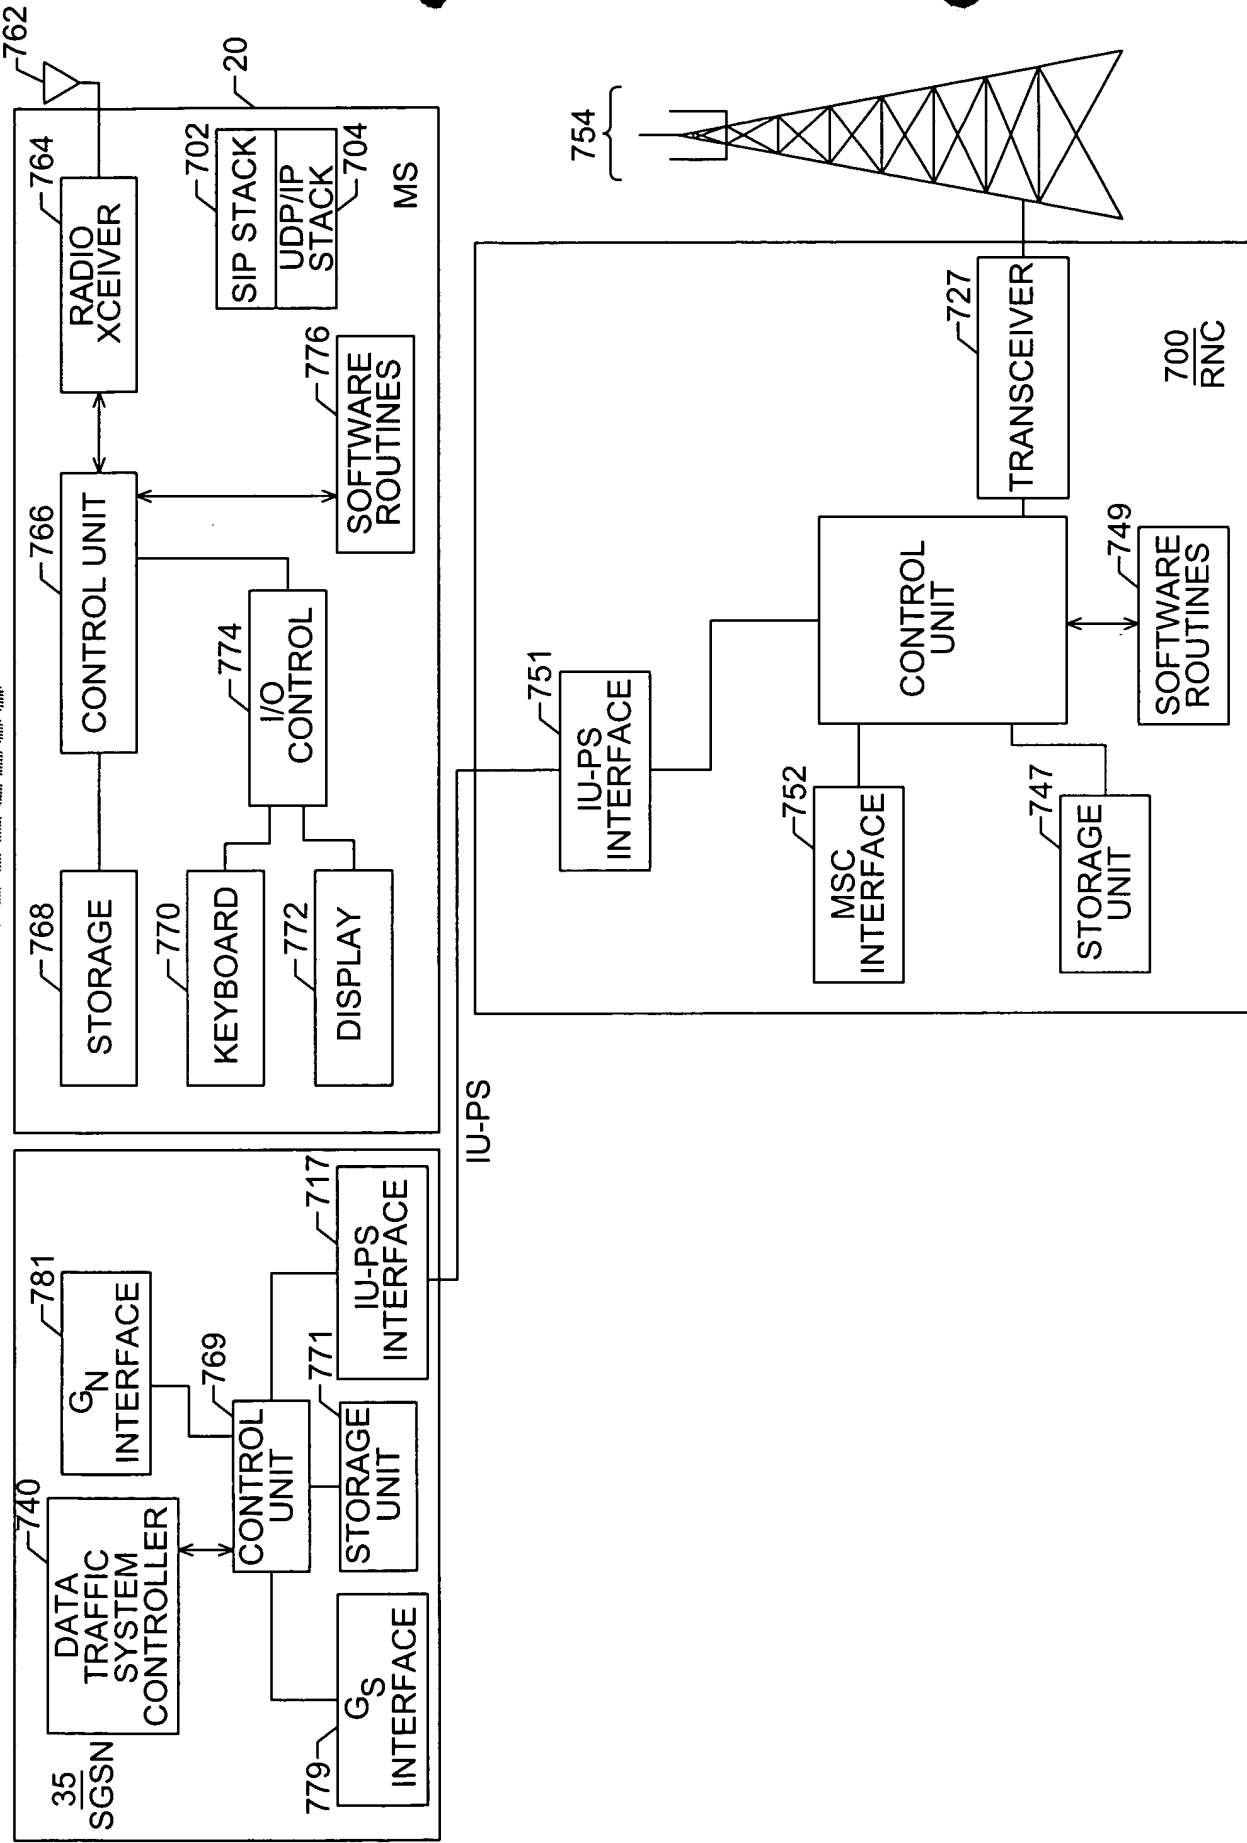 35
SGSN
740
DATA
TRAFFIC
SYSTEM
CONTROLLER
781
GN
INTERFACE
769
CONTROL
UNIT
779
GS
INTERFACE
771
STORAGE
UNIT
717
IU-PS
INTERFACE
IU-PS
762
764
RADIO
XCEIVER
20
702
SIP STACK
UDP/IP
STACK
704
MS
766
CONTROL UNIT
776
SOFTWARE
ROUTINES
774
I/O
CONTROL
768
STORAGE
770
KEYBOARD
772
DISPLAY
754
727
TRANSCEIVER
700
RNC
751
IU-PS
INTERFACE
CONTROL
UNIT
749
SOFTWARE
ROUTINES
752
MSC
INTERFACE
747
STORAGE
UNIT